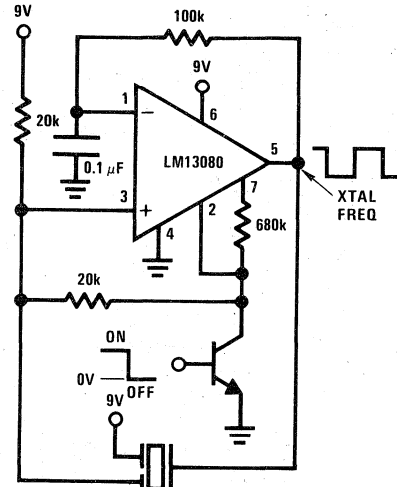 9V
100k
20k
9V
1
−
6
0.1 µF
LM13080
5
3
+
7
2
4
680k
XTAL
FREQ
20k
ON
0V
OFF
9V